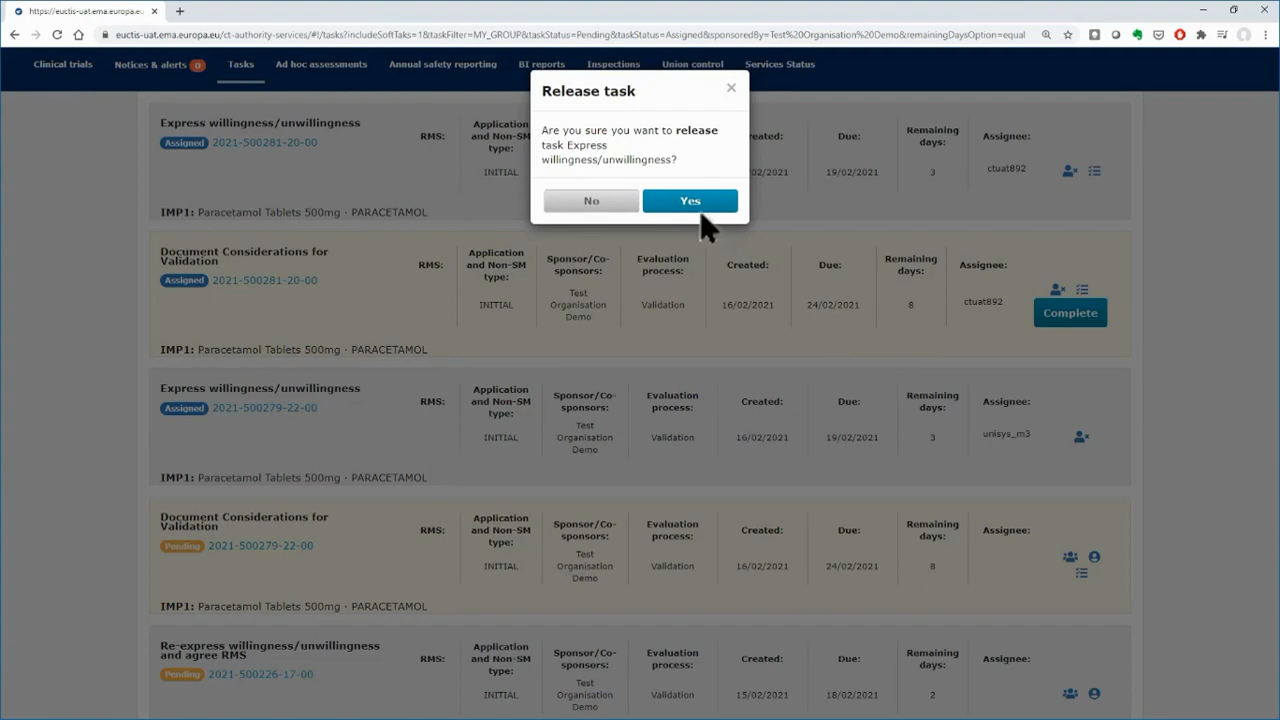 https://euctis-uat.ema.europa.eu
euctis-uat.ema.europa.eu/ct-authority-services/#i/tasks?includeSoftTaks=1&taskFilter=MY_GROUP&taskStatus=Pending&taskStatus=Assigned&sponsoredBy=Test%20Organisation%20Demo&remainingDaysOption=equal
Clinical trials Notices & alerts 0 Tasks Ad hoc assessments Annual safety reporting BI reports Inspections Union control Services Status
Release task ×
Are you sure you want to release
task Express
willingness/unwillingness?
No Yes
Express willingness/unwillingness
Assigned 2021-500281-20-00
RMS:
Application
and Non-SM
type:
INITIAL
Created:
/02/2021
Due:
19/02/2021
Remaining
days:
3
Assignee:
ctuat892
IMP1: Paracetamol Tablets 500mg - PARACETAMOL
Document Considerations for
Validation
Assigned 2021-500281-20-00
RMS:
Application
and Non-SM
type:
INITIAL
Sponsor/Co-
sponsors:
Test
Organisation
Demo
Evaluation
process:
Validation
Created:
16/02/2021
Due:
24/02/2021
Remaining
days:
8
Assignee:
ctuat892
Complete
IMP1: Paracetamol Tablets 500mg - PARACETAMOL
Express willingness/unwillingness
Assigned 2021-500279-22-00
RMS:
Application
and Non-SM
type:
INITIAL
Sponsor/Co-
sponsors:
Test
Organisation
Demo
Evaluation
process:
Validation
Created:
16/02/2021
Due:
19/02/2021
Remaining
days:
3
Assignee:
unisys_m3
IMP1: Paracetamol Tablets 500mg - PARACETAMOL
Document Considerations for
Validation
Pending 2021-500279-22-00
RMS:
Application
and Non-SM
type:
INITIAL
Sponsor/Co-
sponsors:
Test
Organisation
Demo
Evaluation
process:
Validation
Created:
16/02/2021
Due:
24/02/2021
Remaining
days:
8
Assignee:
IMP1: Paracetamol Tablets 500mg - PARACETAMOL
Re-express willingness/unwillingness
and agree RMS
Pending 2021-500226-17-00
RMS:
Application
and Non-SM
type:
INITIAL
Sponsor/Co-
sponsors:
Test
Organisation
Demo
Evaluation
process:
Validation
Created:
15/02/2021
Due:
18/02/2021
Remaining
days:
2
Assignee: